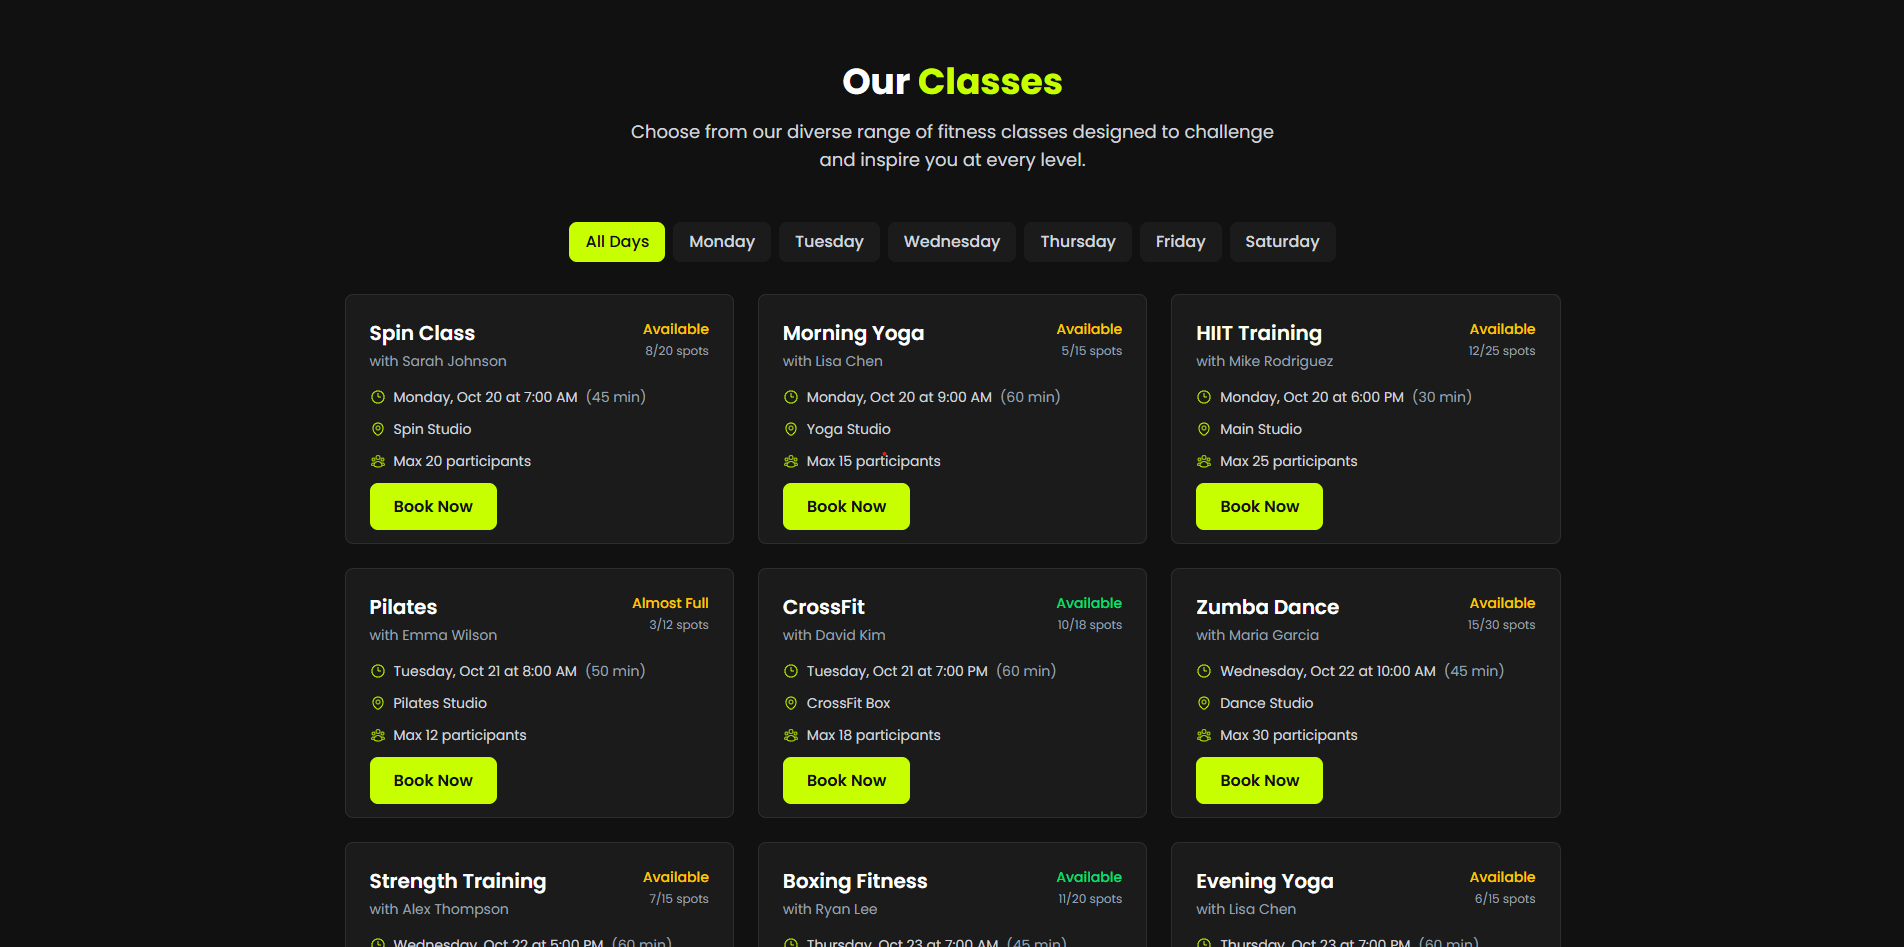 Our Classes
Choose from our diverse range of fitness classes designed to challenge
and inspire you at every level.
All Days
Monday
Tuesday
Wednesday
Thursday
Friday
Saturday
Spin Class
Available
8/20 spots
with Sarah Johnson
Monday, Oct 20 at 7:00 AM (45 min)
Spin Studio
Max 20 participants
Book Now
Morning Yoga
Available
5/15 spots
with Lisa Chen
Monday, Oct 20 at 9:00 AM (60 min)
Yoga Studio
Max 15 participants
Book Now
HIIT Training
Available
12/25 spots
with Mike Rodriguez
Monday, Oct 20 at 6:00 PM (30 min)
Main Studio
Max 25 participants
Book Now
Pilates
Almost Full
3/12 spots
with Emma Wilson
Tuesday, Oct 21 at 8:00 AM (50 min)
Pilates Studio
Max 12 participants
Book Now
CrossFit
Available
10/18 spots
with David Kim
Tuesday, Oct 21 at 7:00 PM (60 min)
CrossFit Box
Max 18 participants
Book Now
Zumba Dance
Available
15/30 spots
with Maria Garcia
Wednesday, Oct 22 at 10:00 AM (45 min)
Dance Studio
Max 30 participants
Book Now
Strength Training
Available
7/15 spots
with Alex Thompson
Wednesday, Oct 22 at 5:00 PM (60 min)
Boxing Fitness
Available
11/20 spots
with Ryan Lee
Thursday, Oct 23 at 7:00 AM (45 min)
Evening Yoga
Available
6/15 spots
with Lisa Chen
Thursday, Oct 23 at 7:00 PM (60 min)